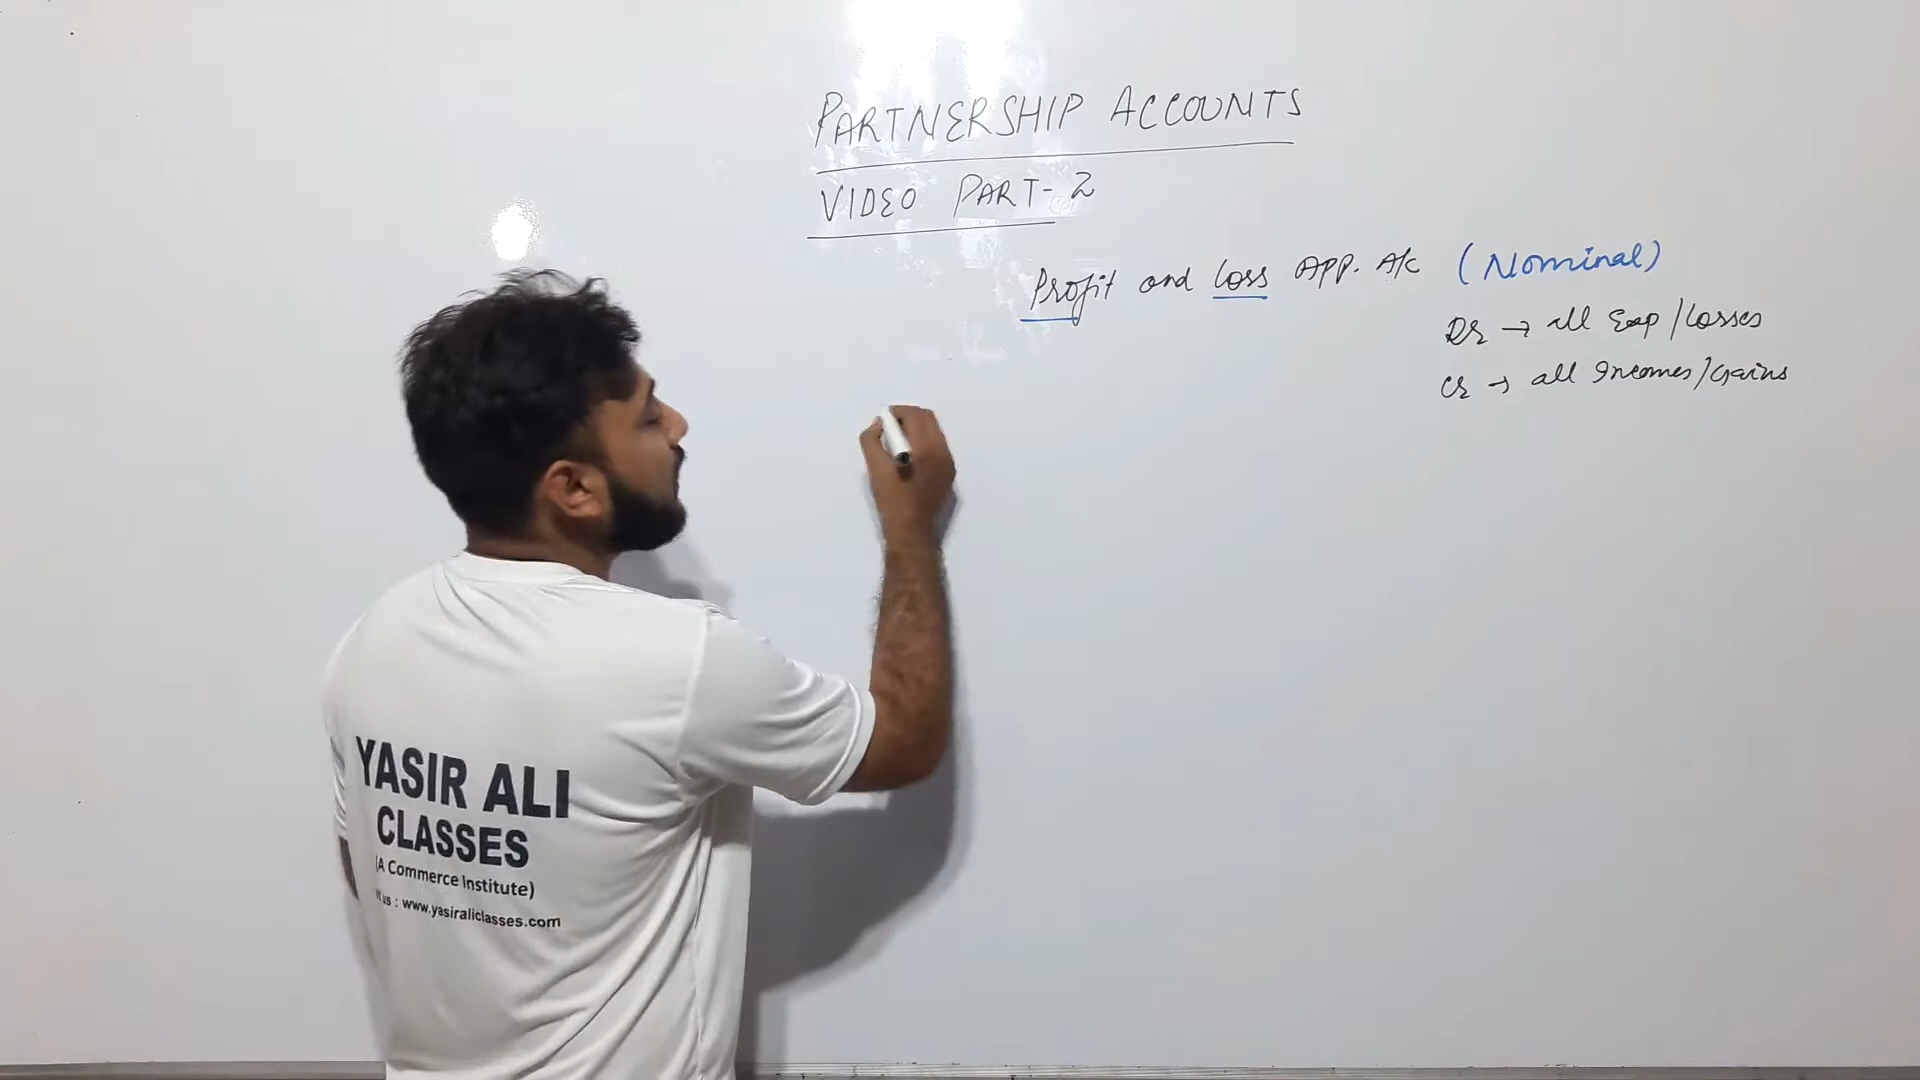 PARTNERSHIP ACCOUNTS
VIDEO PART-2
Profit and Loss APP. A/c (Nominal)
Dr → all Exp/Losses
Cr → all Incomes/Gains
YASIR ALI
CLASSES
(A Commerce Institute)
us : www.yasiraliclasses.com